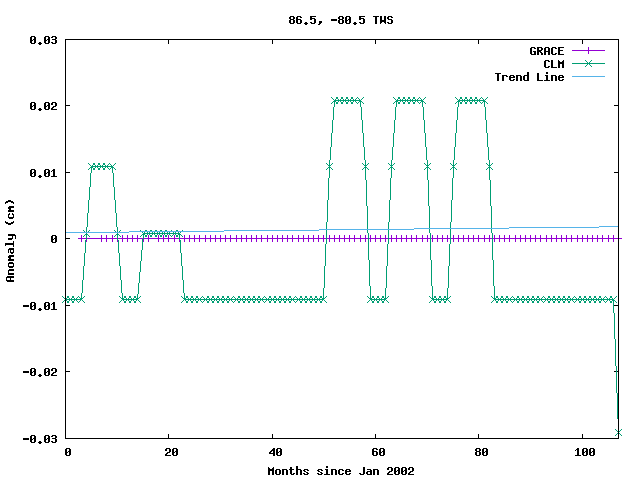 86.5, -80.5 TWS
GRACE
CLM
Trend Line
0.03
0.02
0.01
0
-0.01
-0.02
-0.03
Anomaly (cm)
0 20 40 60 80 100
Months since Jan 2002